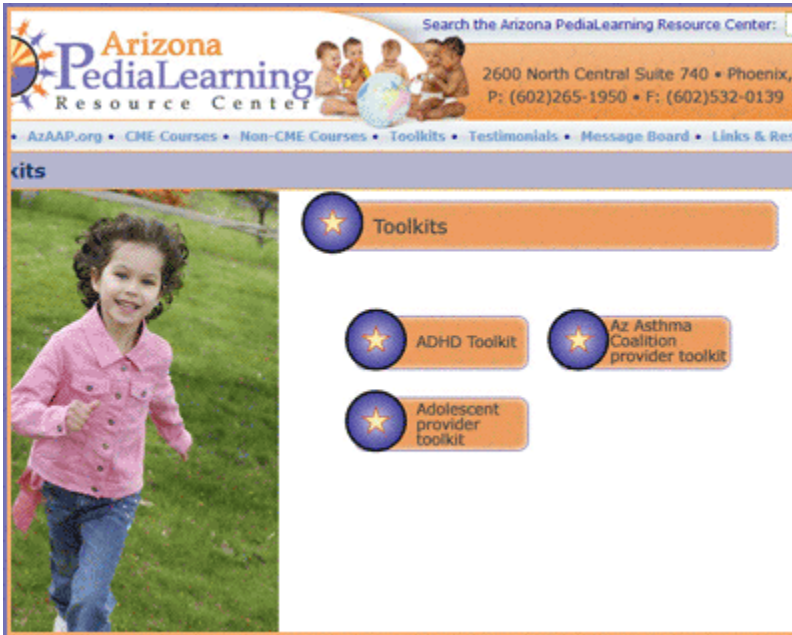 Search the Arizona PediaLearning Resource Center:
Arizona
PediaLearning
Resource Center
2600 North Central Suite 740 • Phoenix,
P: (602)265-1950 • F: (602)532-0139
• AzAAP.org • CME Courses • Non-CME Courses • Toolkits • Testimonials • Message Board • Links & Res
kits
Toolkits
ADHD Toolkit
Az Asthma
Coalition
provider toolkit
Adolescent
provider
toolkit